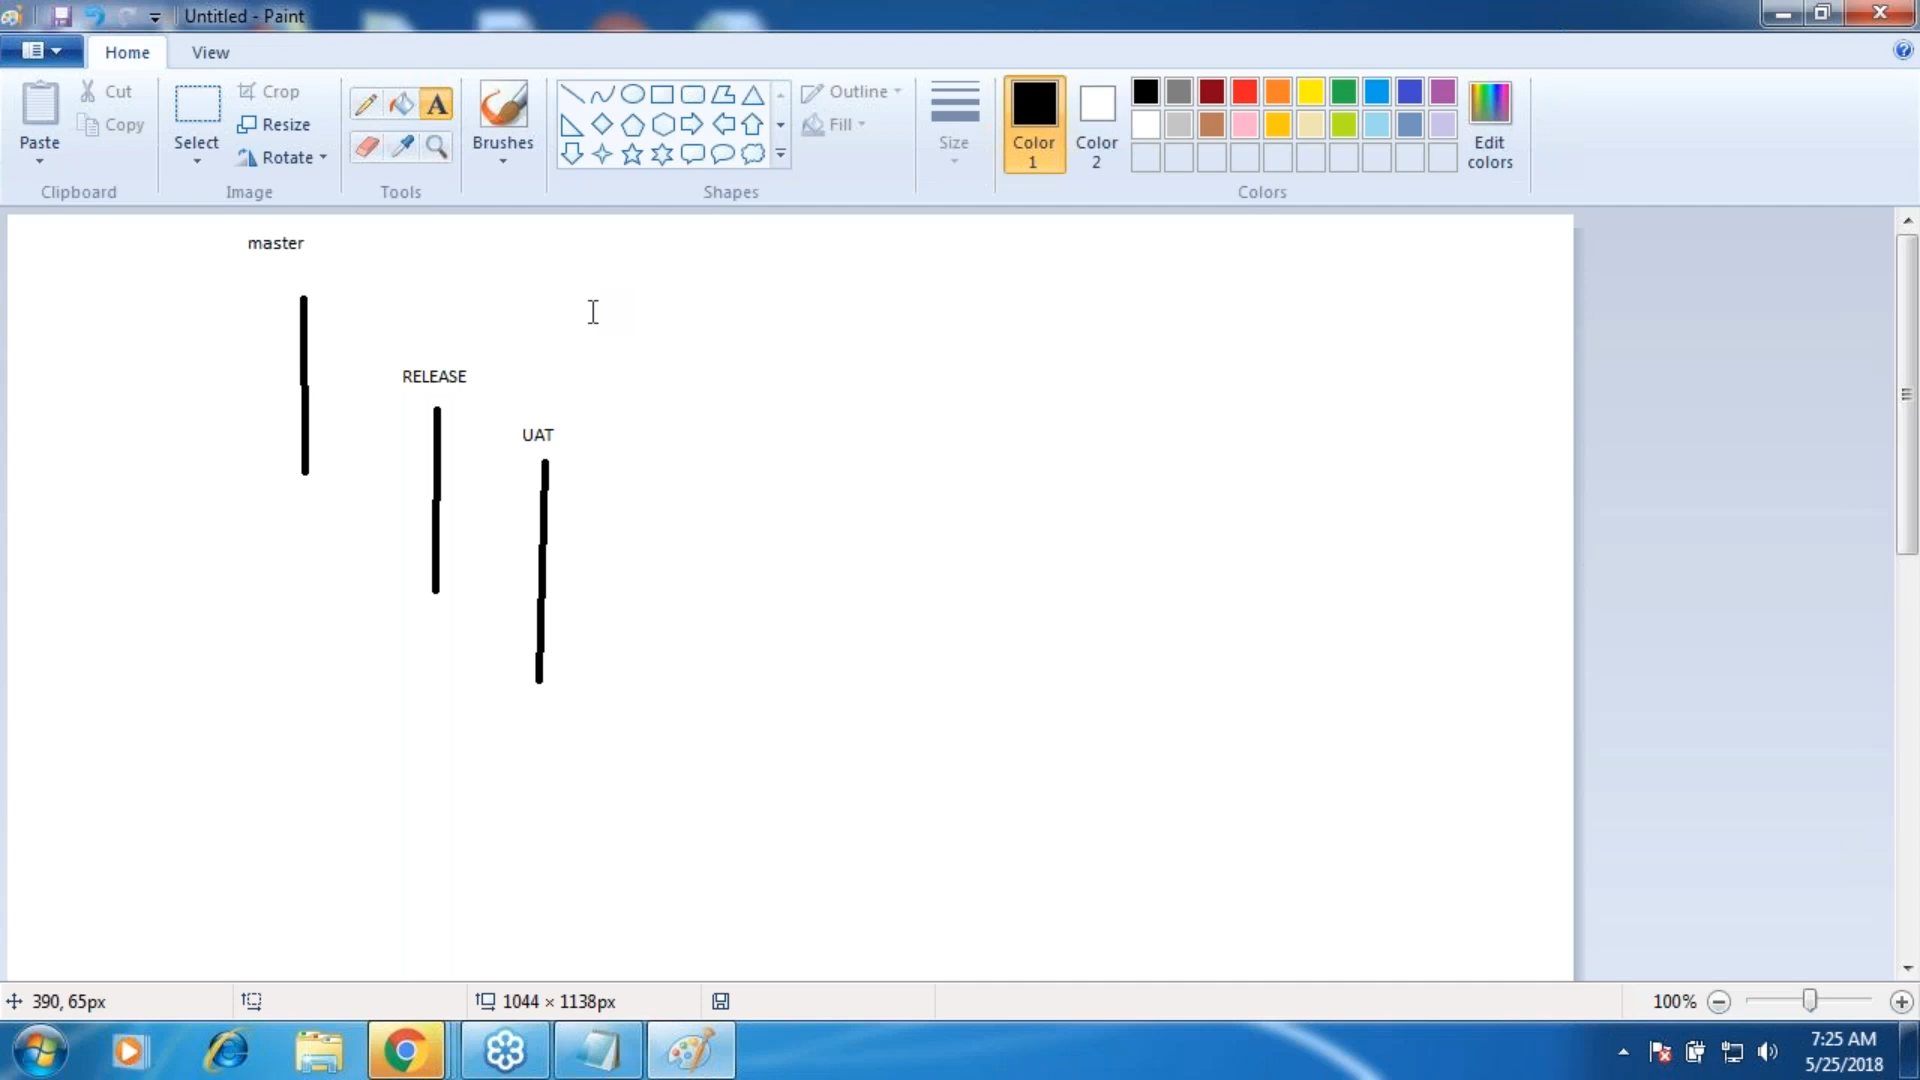 Untitled - Paint
Home
View
Paste
Cut
Copy
Clipboard
Select
Crop
Resize
Rotate
Image
A
Tools
Brushes
Shapes
Outline
Fill
Size
Color
1
Color
2
Edit
colors
Colors
master
RELEASE
UAT
390, 65px
1044 × 1138px
100%
7:25 AM
5/25/2018